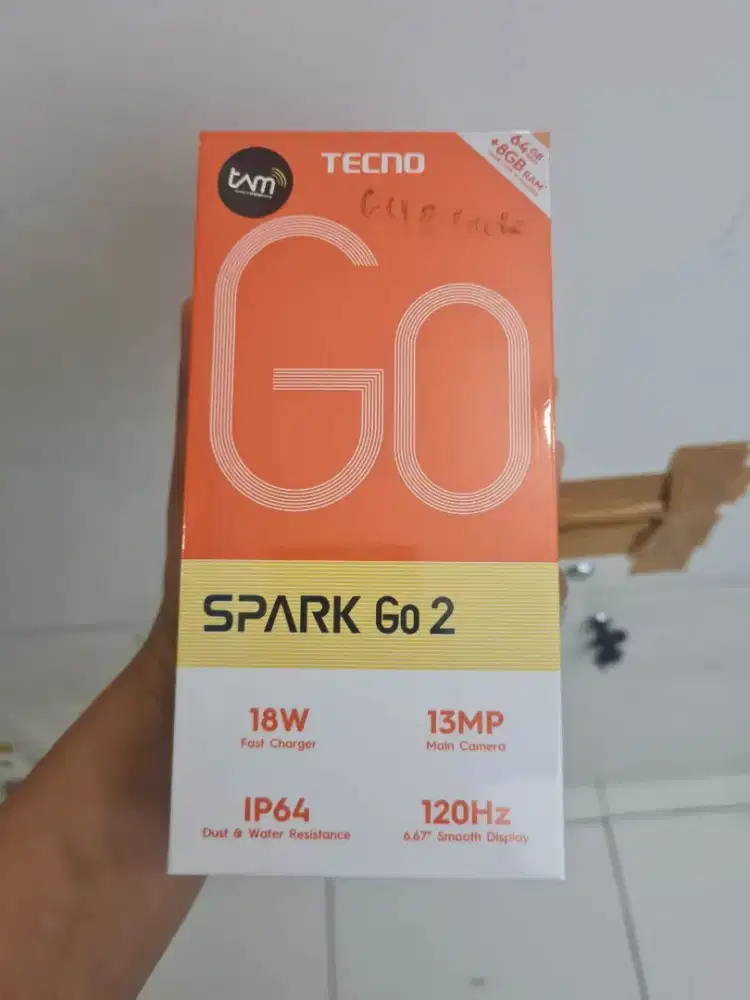 tam
TECNO
64GB
+8GB RAM*
Go
SPARK Go 2
18W
Fast Charger
13MP
Main Camera
IP64
Dust & Water Resistance
120Hz
6.67" Smooth Display